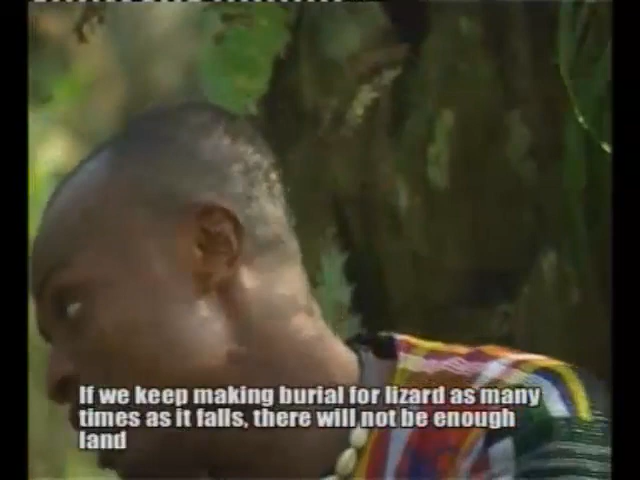 If we keep making burial for lizard as many
times as it falls, there will not be enough
land